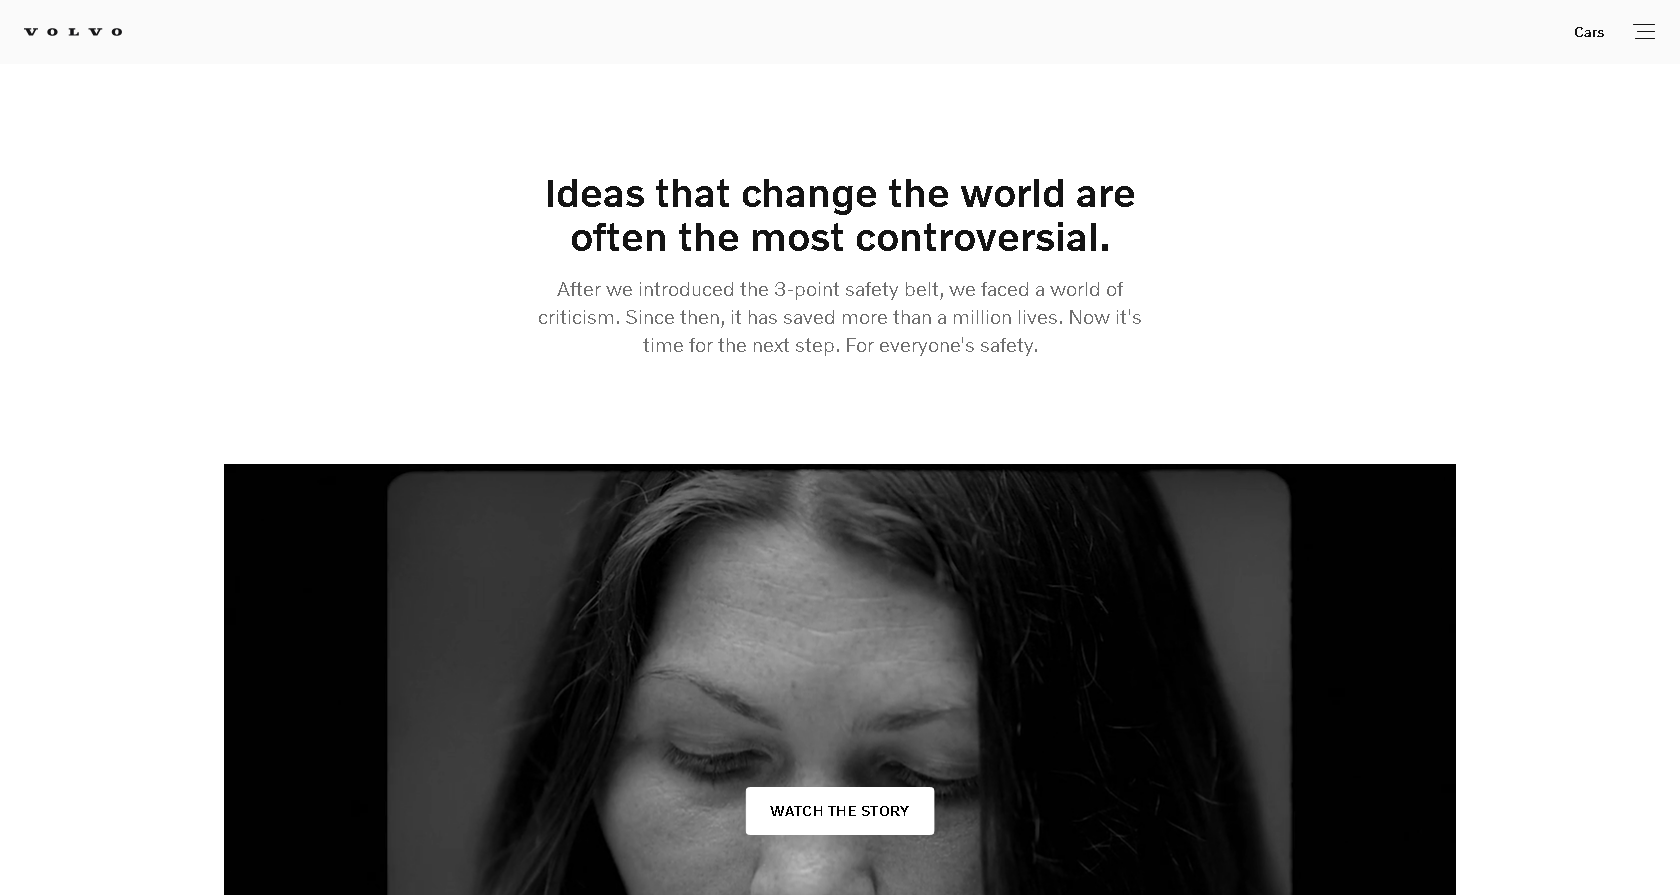 VOLVO
Cars
Ideas that change the world are
often the most controversial.
After we introduced the 3-point safety belt, we faced a world of
criticism. Since then, it has saved more than a million lives. Now it's
time for the next step. For everyone's safety.
WATCH THE STORY